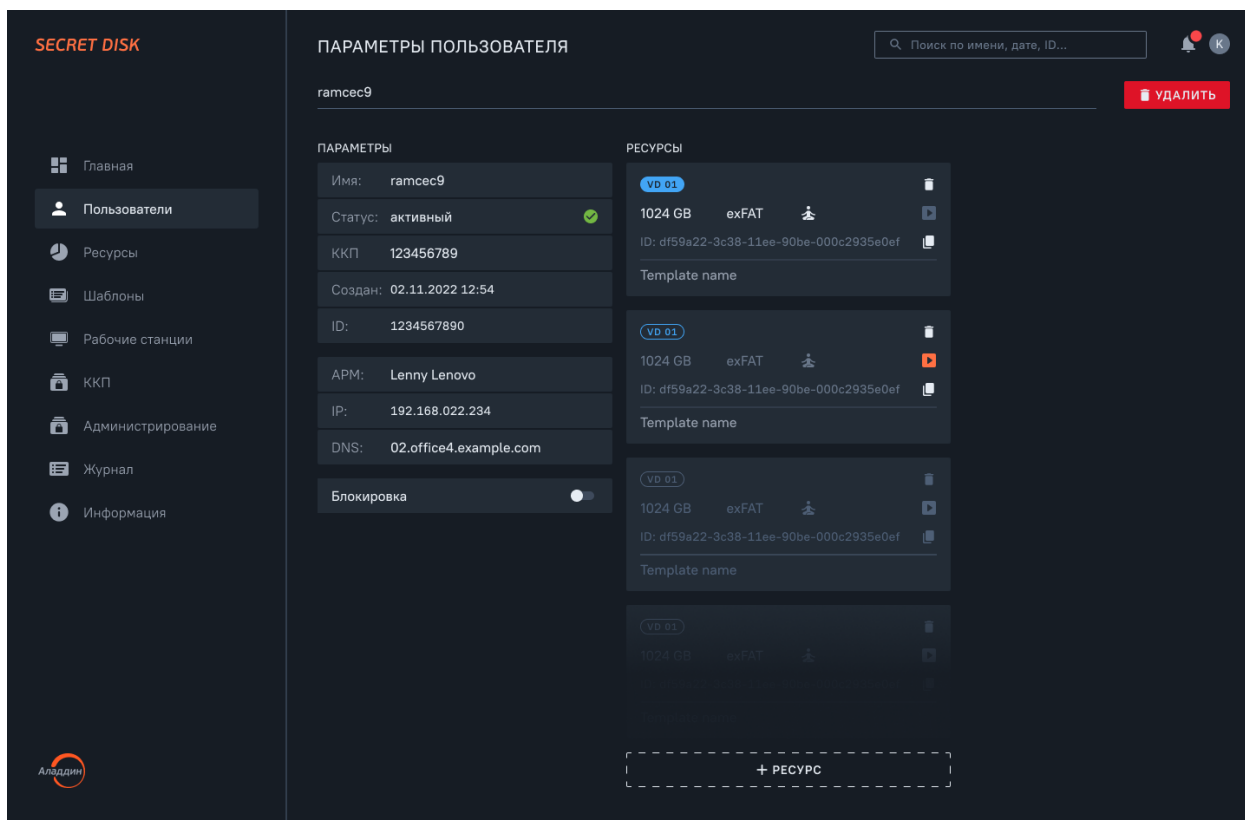 SECRET DISK
ПАРАМЕТРЫ ПОЛЬЗОВАТЕЛЯ
Поиск по имени, дате, ID...
K
ramcec9
УДАЛИТЬ
Главная
Пользователи
Ресурсы
Шаблоны
Рабочие станции
ККП
Администрирование
Журнал
Информация
Аладдин
ПАРАМЕТРЫ
Имя: ramcec9
Статус: активный
ККП 123456789
Создан: 02.11.2022 12:54
ID: 1234567890
АРМ: Lenny Lenovo
IP: 192.168.022.234
DNS: 02.office4.example.com
Блокировка
РЕСУРСЫ
VD 01
1024 GB exFAT
ID: df59a22-3c38-11ee-90be-000c2935e0ef
Template name
VD 01
1024 GB exFAT
ID: df59a22-3c38-11ee-90be-000c2935e0ef
Template name
VD 01
1024 GB exFAT
ID: df59a22-3c38-11ee-90be-000c2935e0ef
Template name
VD 01
1024 GB exFAT
+ РЕСУРС